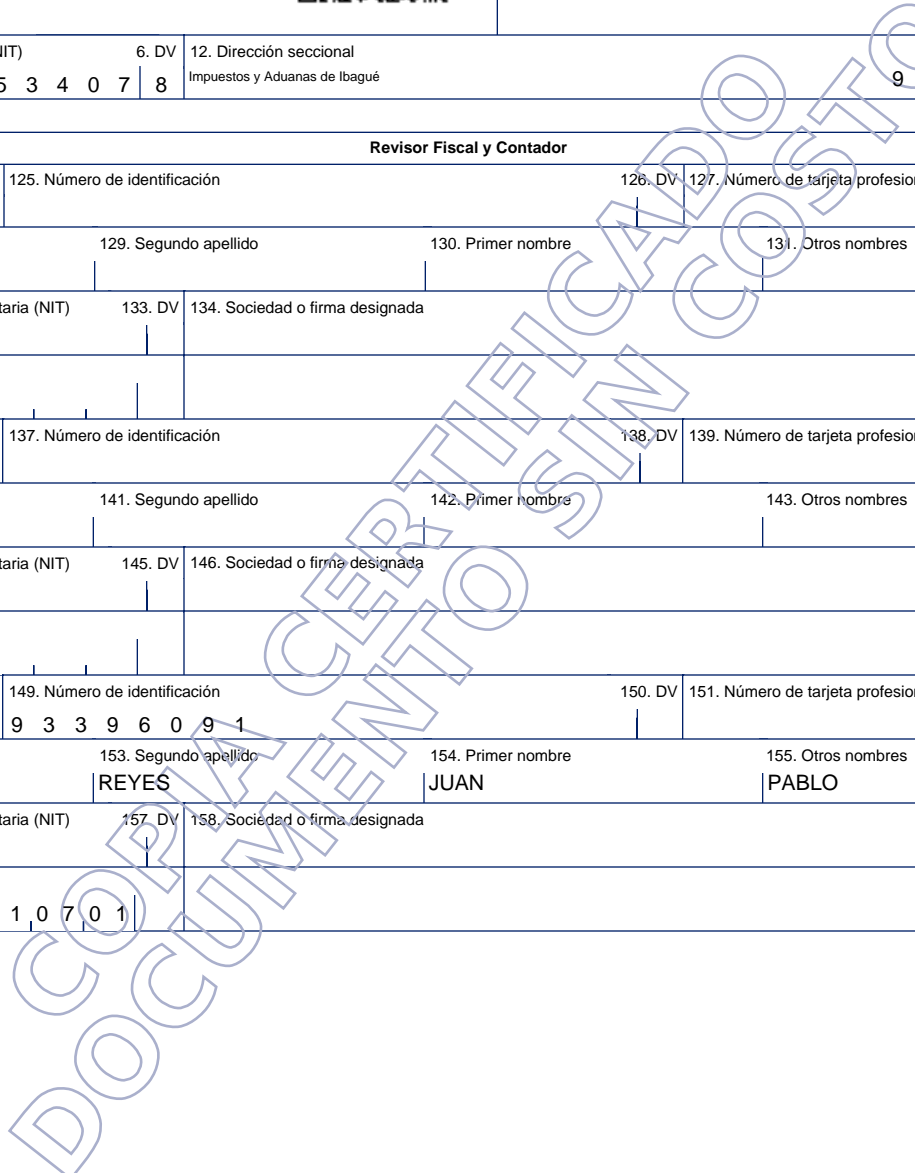 NIT) 6. DV 12. Dirección seccional
5 3 4 0 7 8 Impuestos y Aduanas de Ibagué 9
Revisor Fiscal y Contador
125. Número de identificación 126. DV 127. Número de tarjeta profesion
129. Segundo apellido 130. Primer nombre 131. Otros nombres
taria (NIT) 133. DV 134. Sociedad o firma designada
137. Número de identificación 138. DV 139. Número de tarjeta profesion
141. Segundo apellido 142. Primer nombre 143. Otros nombres
taria (NIT) 145. DV 146. Sociedad o firma designada
149. Número de identificación 150. DV 151. Número de tarjeta profesion
9 3 3 9 6 0 9 1
153. Segundo apellido 154. Primer nombre 155. Otros nombres
REYES JUAN PABLO
taria (NIT) 157. DV 158. Sociedad o firma designada
1 0 7 0 1
COPIA CERTIFICADO
DOCUMENTO SIN COSTO